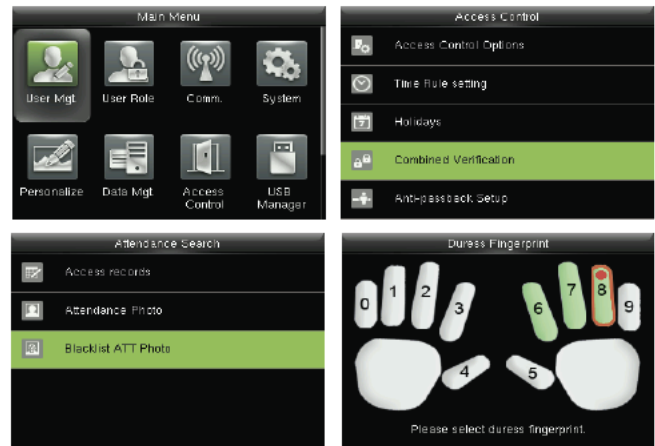 Main Menu
User Mgt.
User Role
Comm.
System
Personalize
Data Mgt.
Access
Control
USB
Manager
Access Control
Access Control Options
Time Rule setting
Holidays
Combined Verification
Anti-passback Setup
Attendance Search
Access records
Attendance Photo
Blacklist ATT Photo
Duress Fingerprint
0
1
2
3
4
5
6
7
8
9
Please select duress fingerprint.